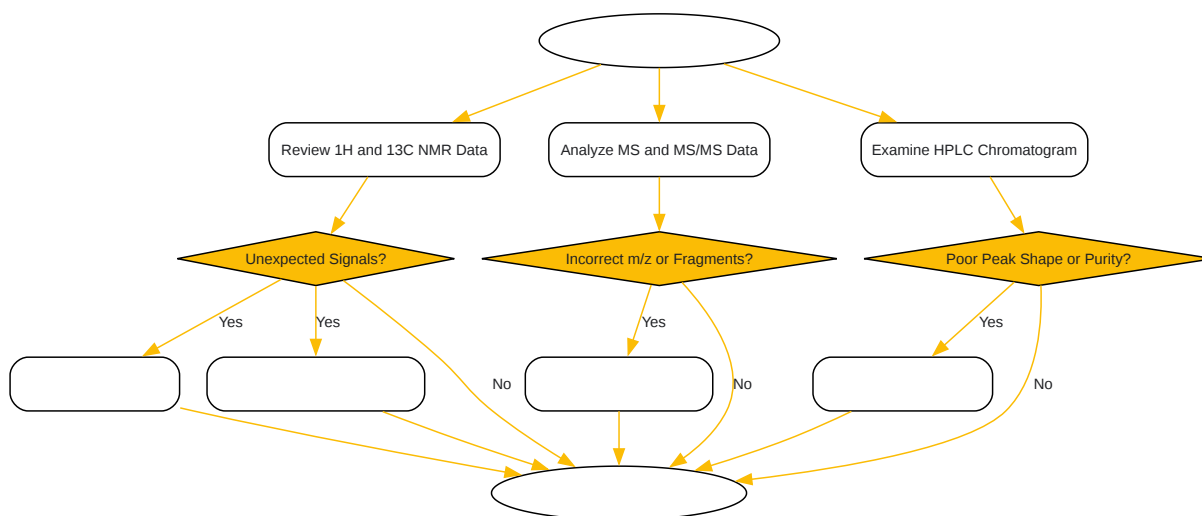 Review 1H and 13C NMR Data
Analyze MS and MS/MS Data
Examine HPLC Chromatogram
Unexpected Signals?
Incorrect m/z or Fragments?
Poor Peak Shape or Purity?
Yes
Yes
Yes
Yes
No
No
No